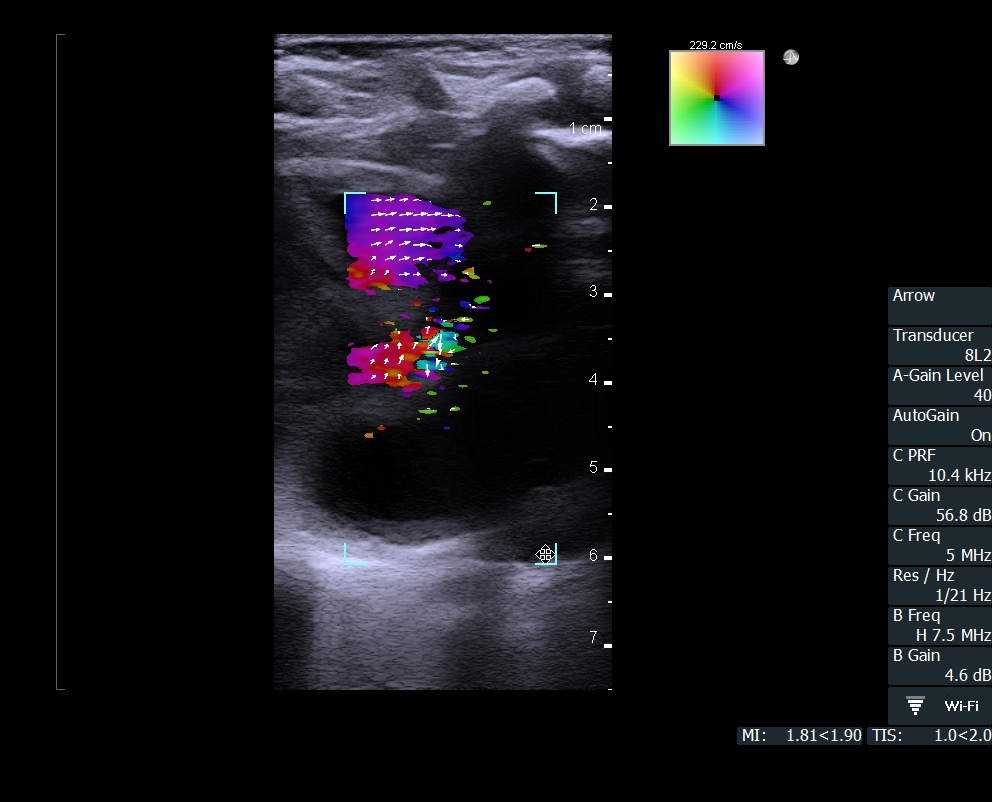 229.2 cm/s
1 cm
2
3
4
5
6
7
Arrow
Transducer
8L2
A-Gain Level
40
AutoGain
On
C PRF
10.4 kHz
C Gain
56.8 dB
C Freq
5 MHz
Res / Hz
1/21 Hz
B Freq
H 7.5 MHz
B Gain
4.6 dB
Wi-Fi
MI: 1.81<1.90 TIS: 1.0<2.0